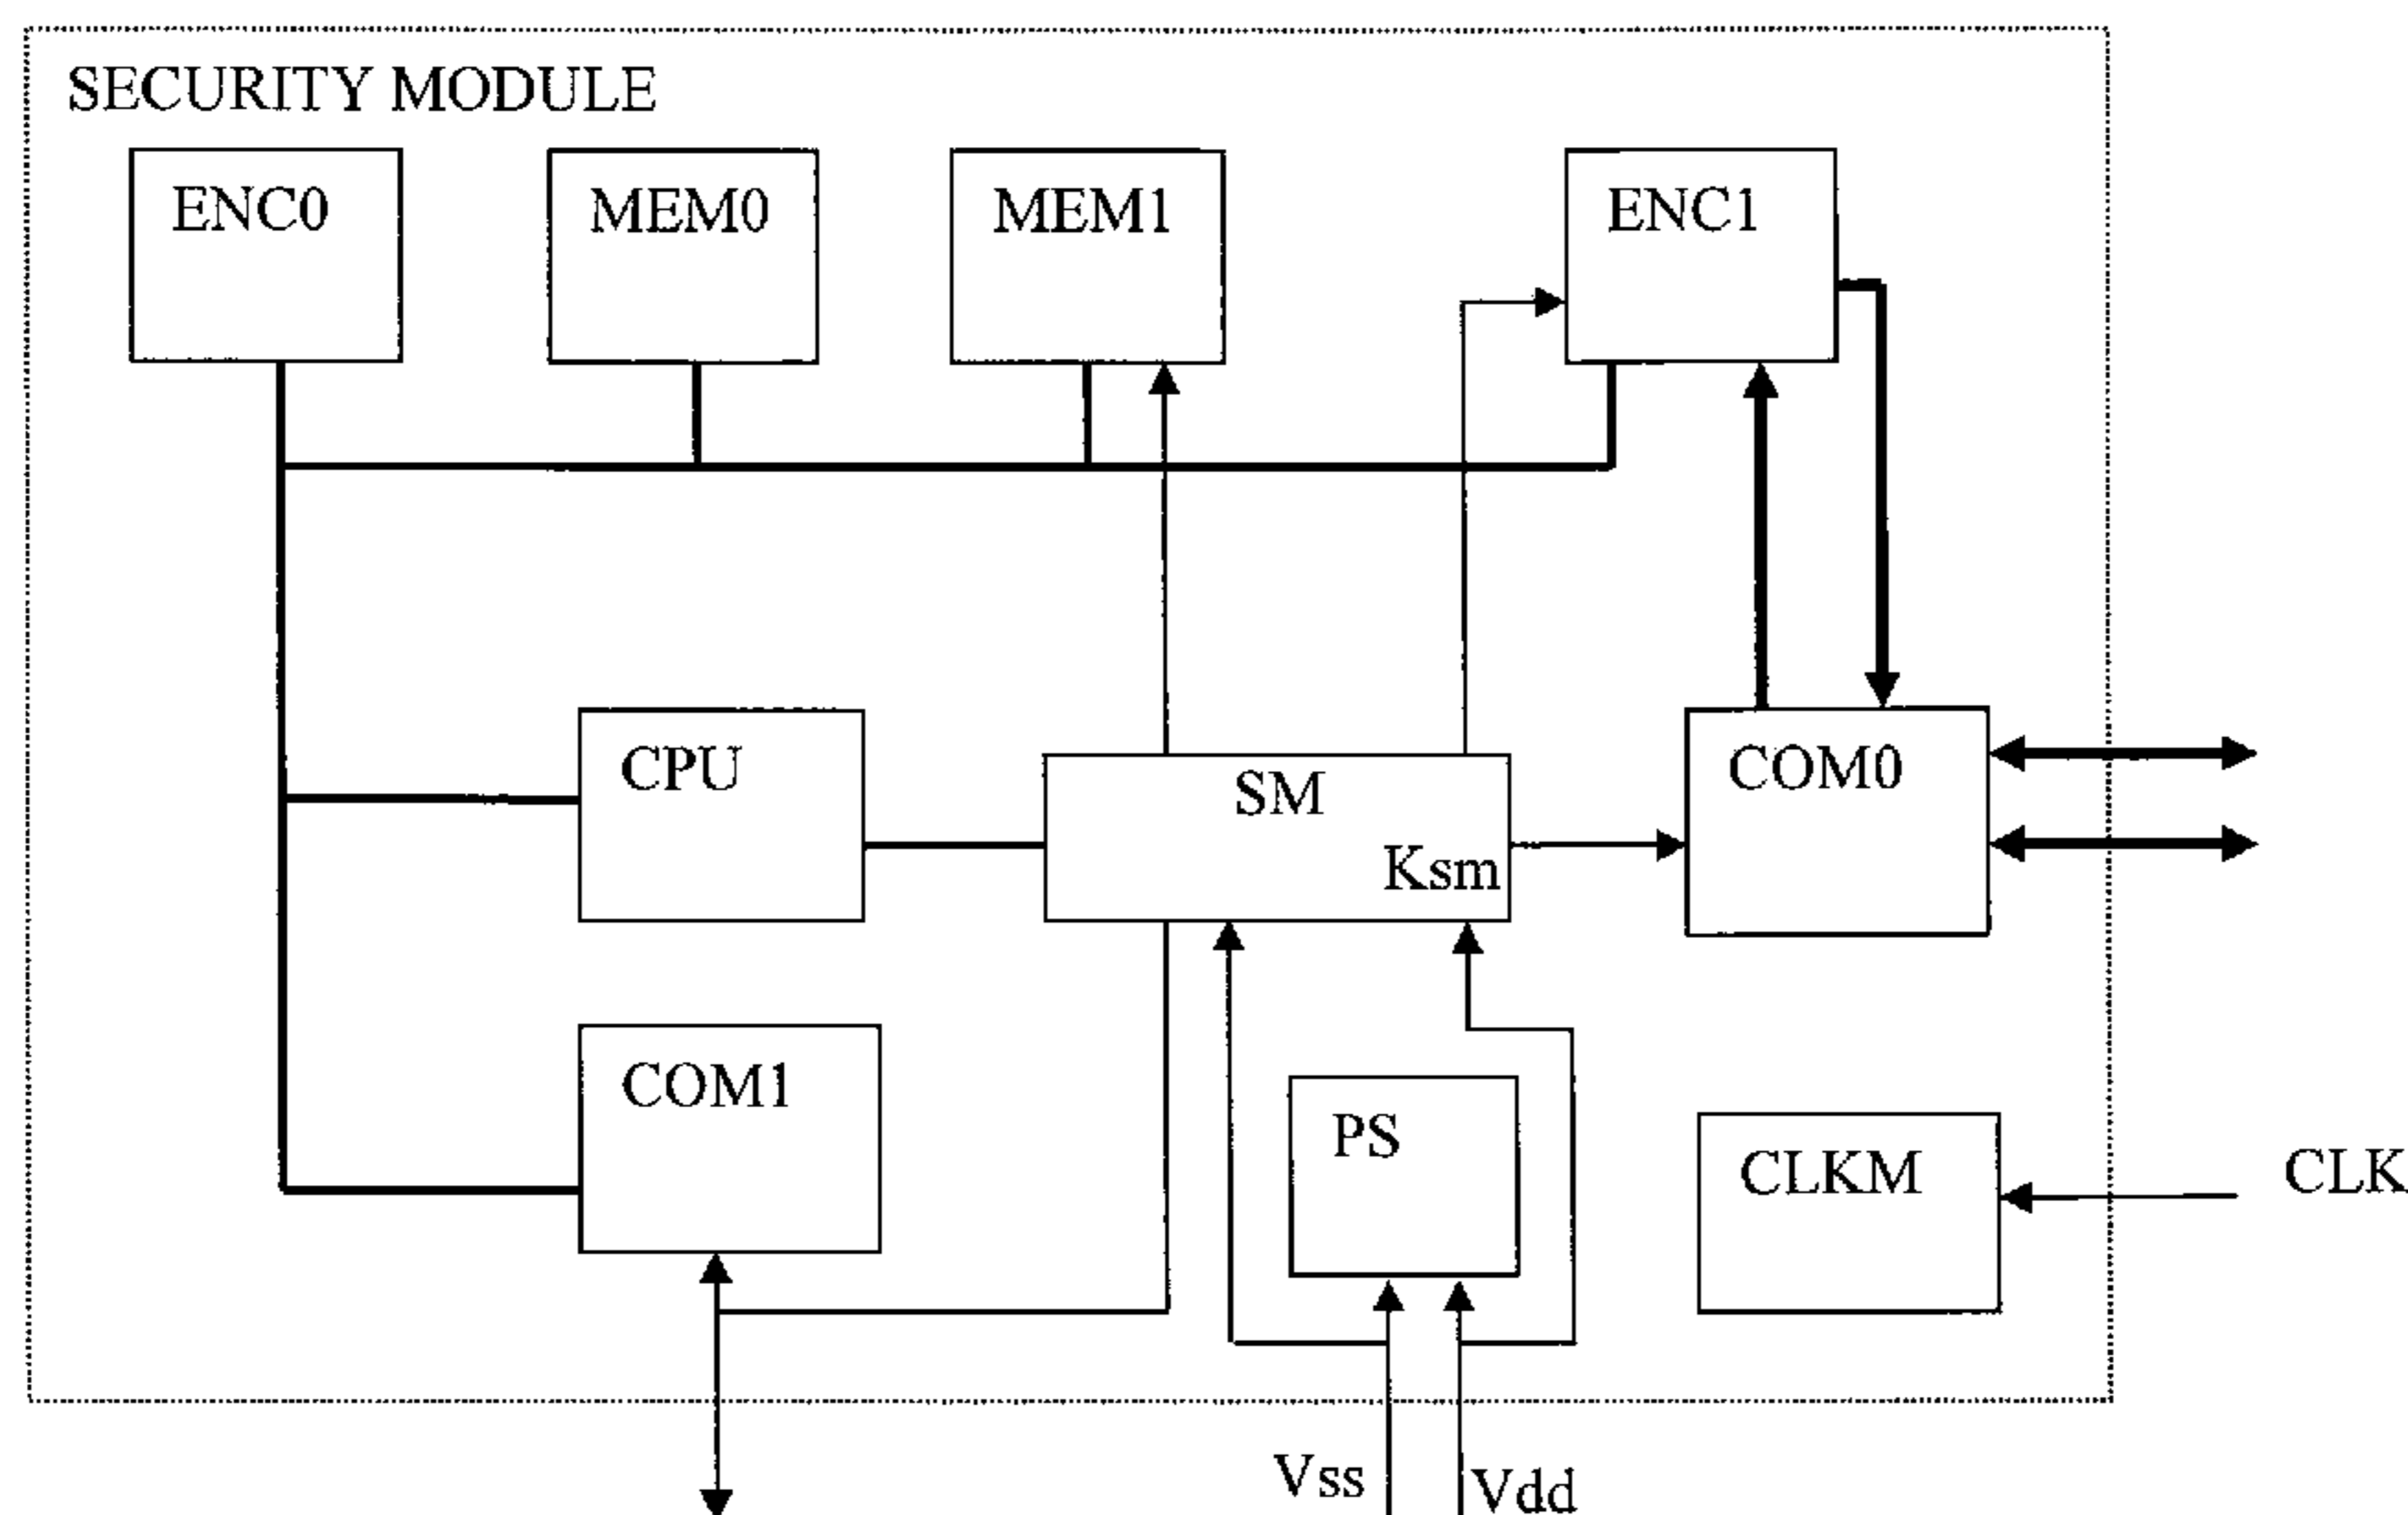 SECURITY MODULE
ENC0
MEM0
MEM1
ENC1
CPU
SM
Ksm
COM0
COM1
PS
CLKM
CLK
Vss
Vdd